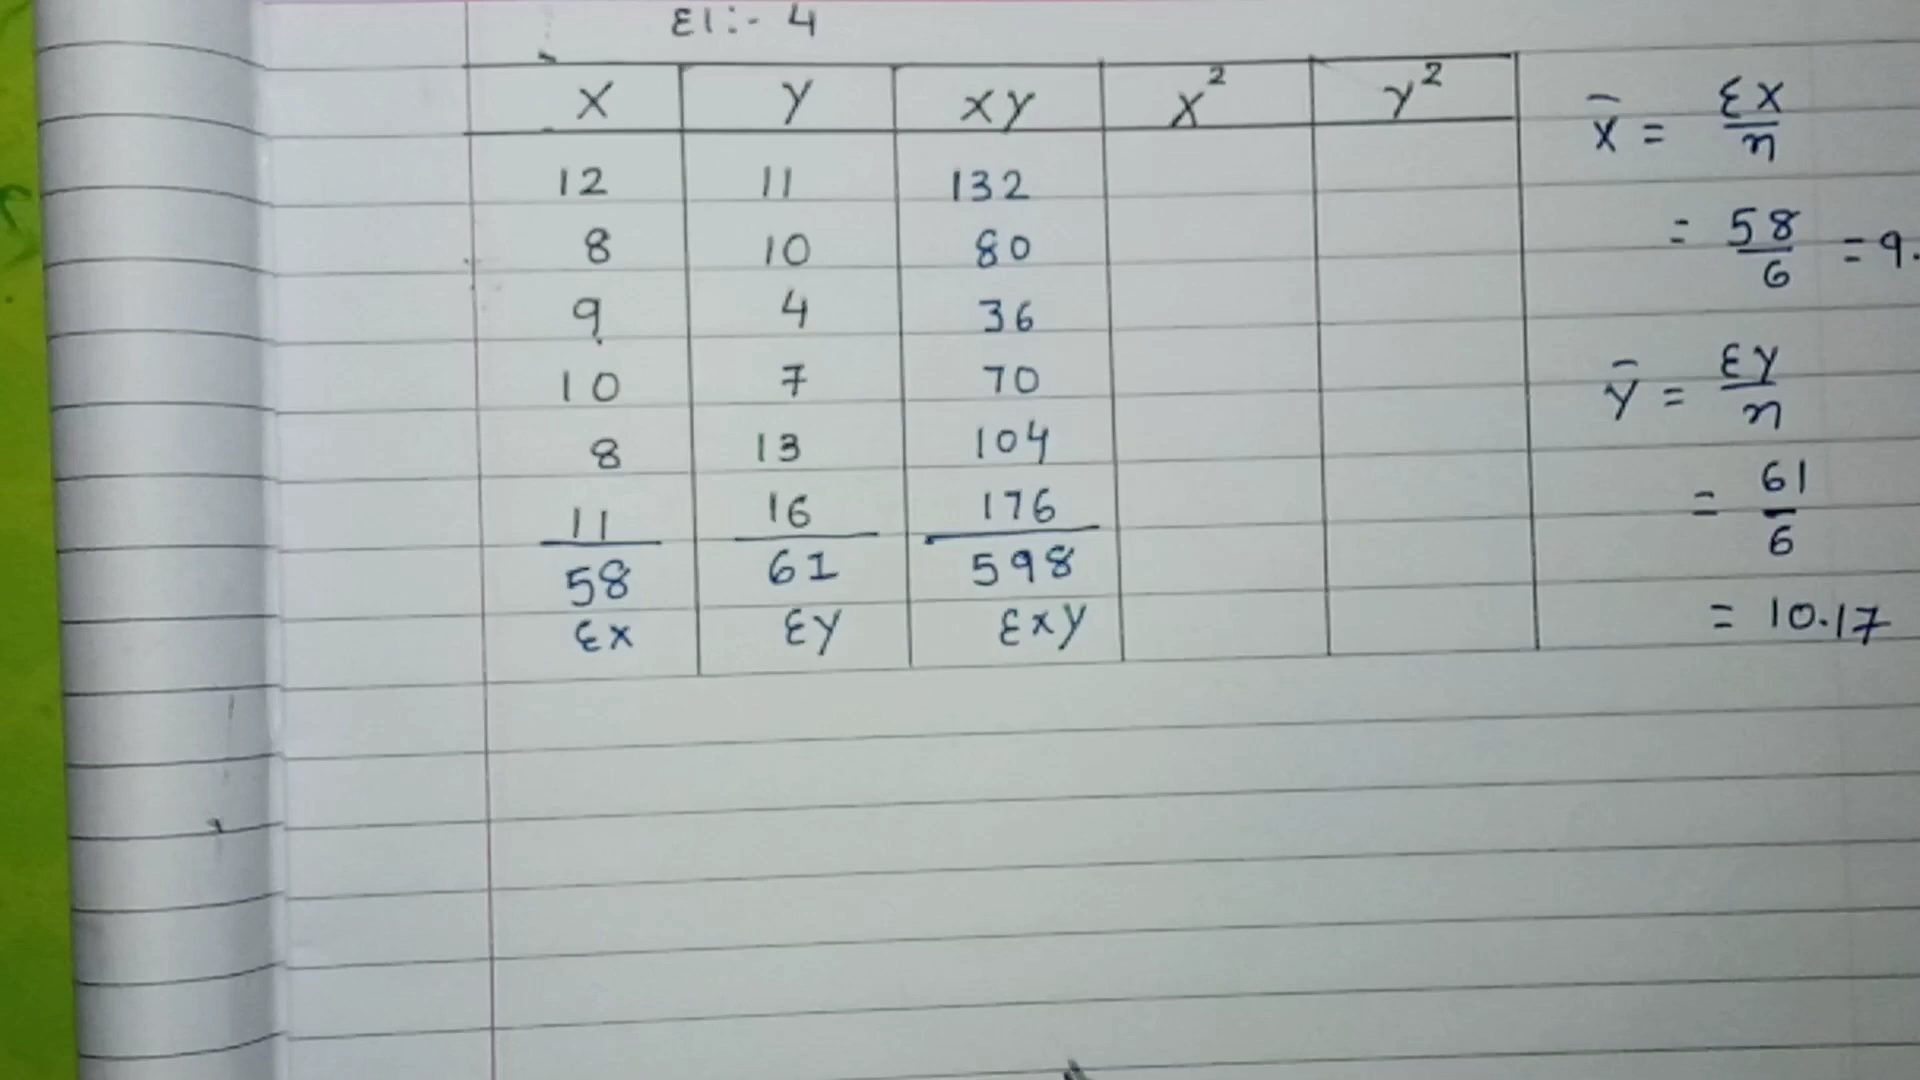 દા:- 4
x y xy x² y²
12 11 132
8 10 80
9 4 36
10 7 70
8 13 104
11 16 176
58 61 598
Σx Σy Σxy
x̄ = Σx/n
= 58/6 = 9.
ȳ = Σy/n
= 61/6
= 10.17